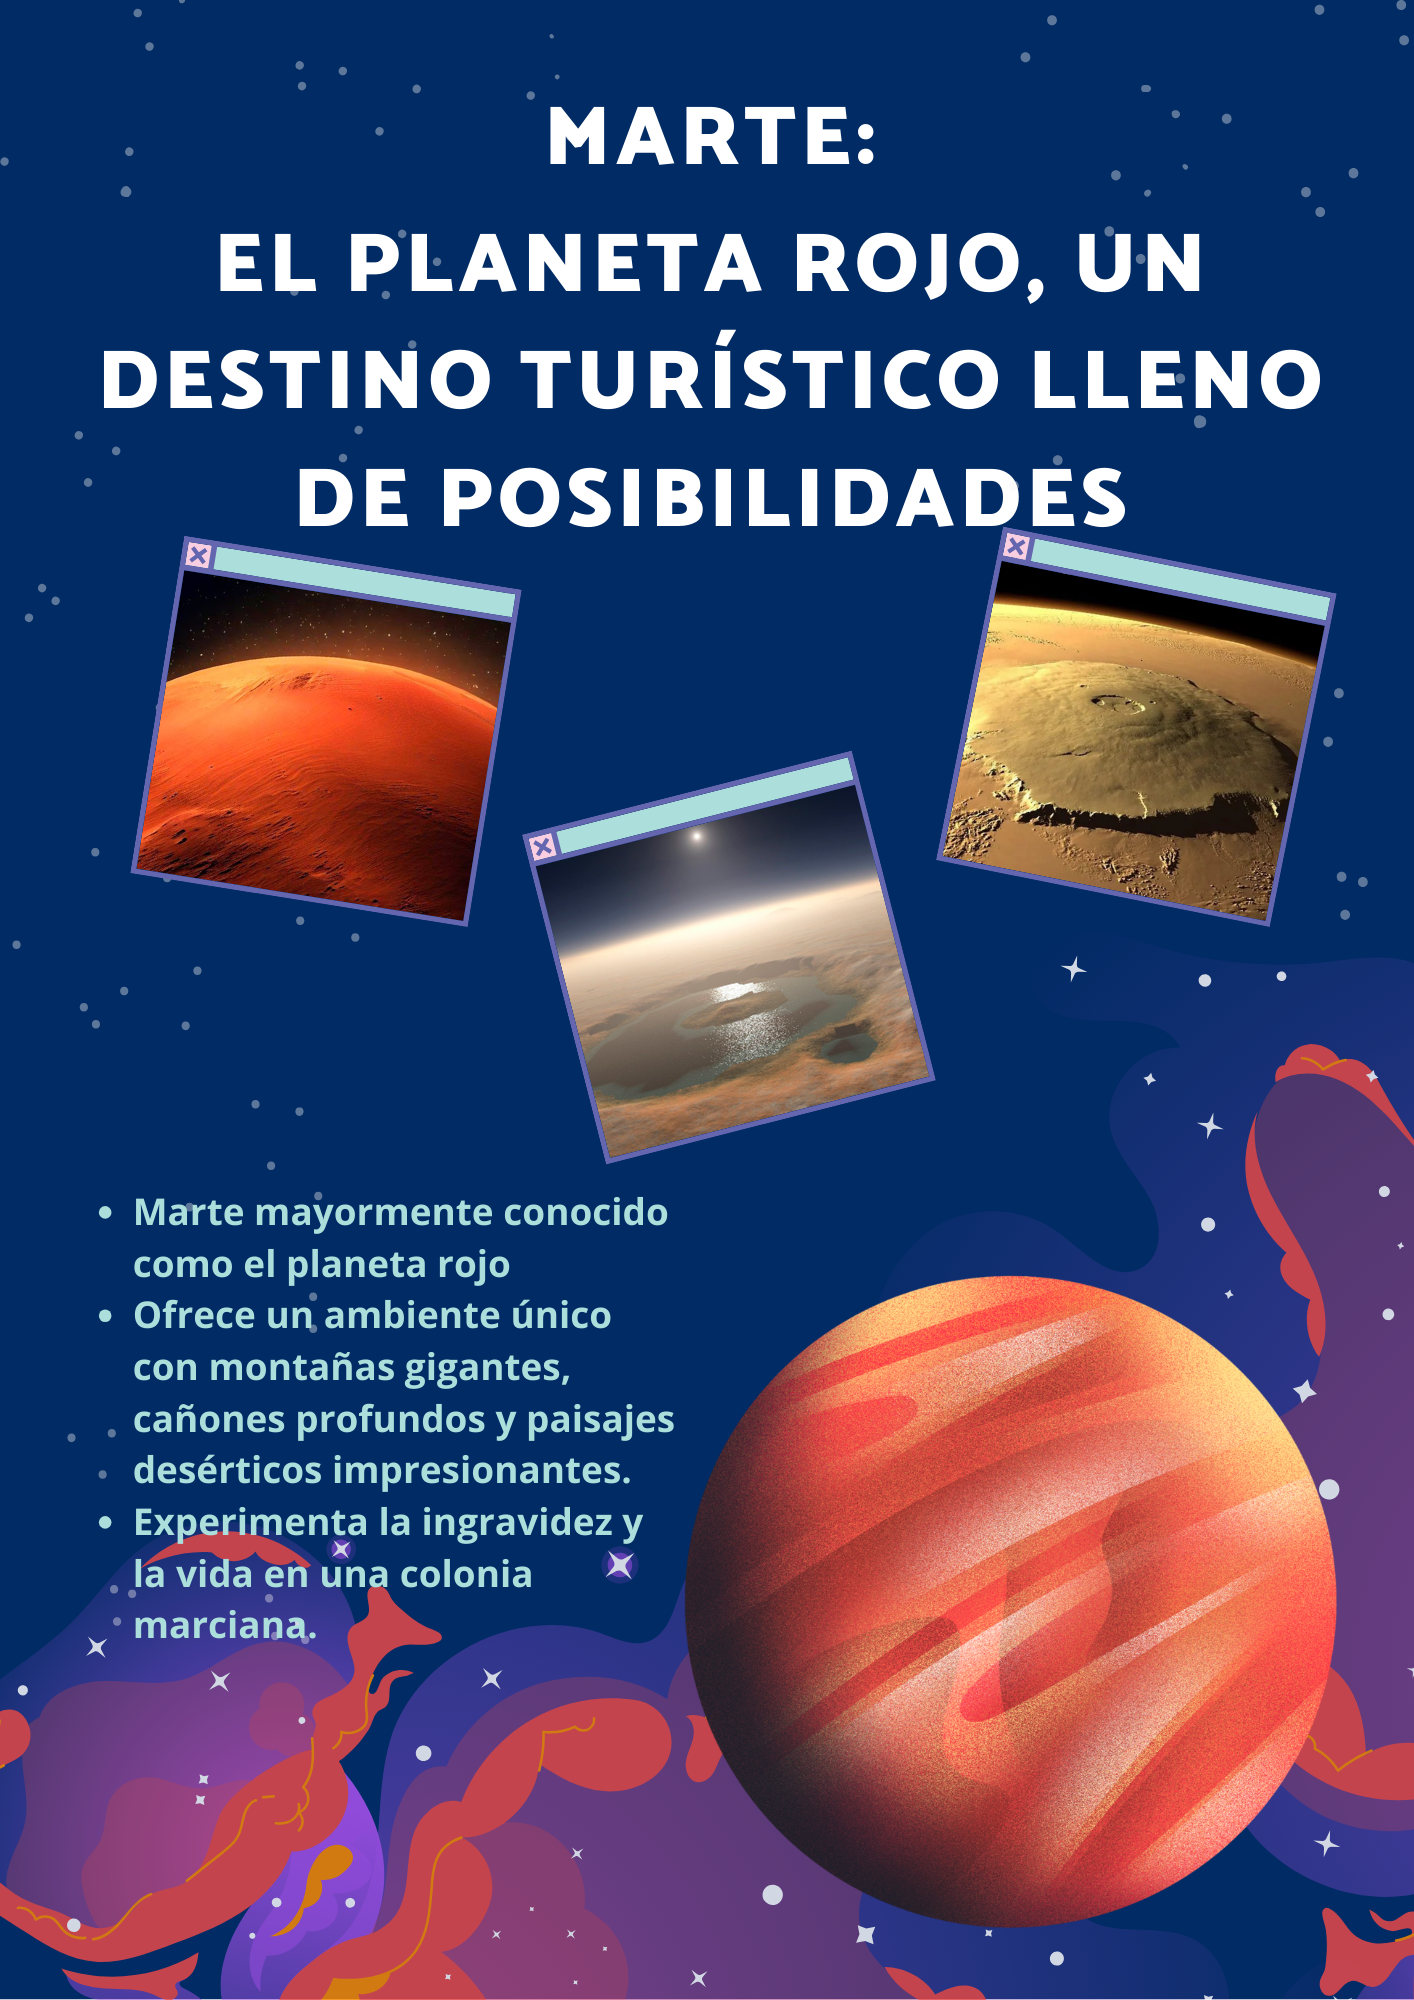 MARTE:
EL PLANETA ROJO, UN
DESTINO TURÍSTICO LLENO
DE POSIBILIDADES
• Marte mayormente conocido
como el planeta rojo
• Ofrece un ambiente único
con montañas gigantes,
cañones profundos y paisajes
desérticos impresionantes.
• Experimenta la ingravidez y
la vida en una colonia
marciana.